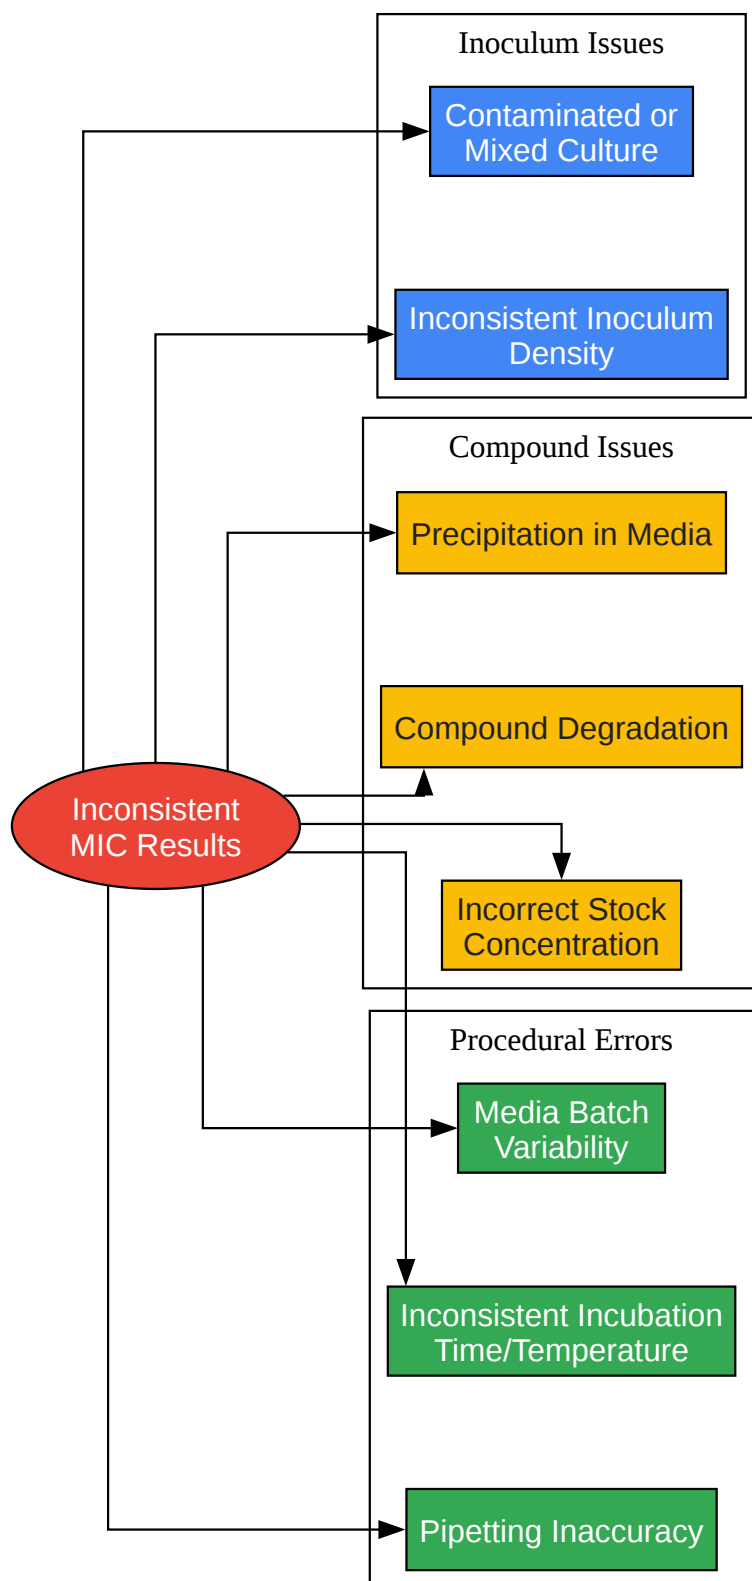 Inoculum Issues
Contaminated or
Mixed Culture
Inconsistent Inoculum
Density
Compound Issues
Precipitation in Media
Compound Degradation
Inconsistent
MIC Results
Incorrect Stock
Concentration
Procedural Errors
Media Batch
Variability
Inconsistent Incubation
Time/Temperature
Pipetting Inaccuracy